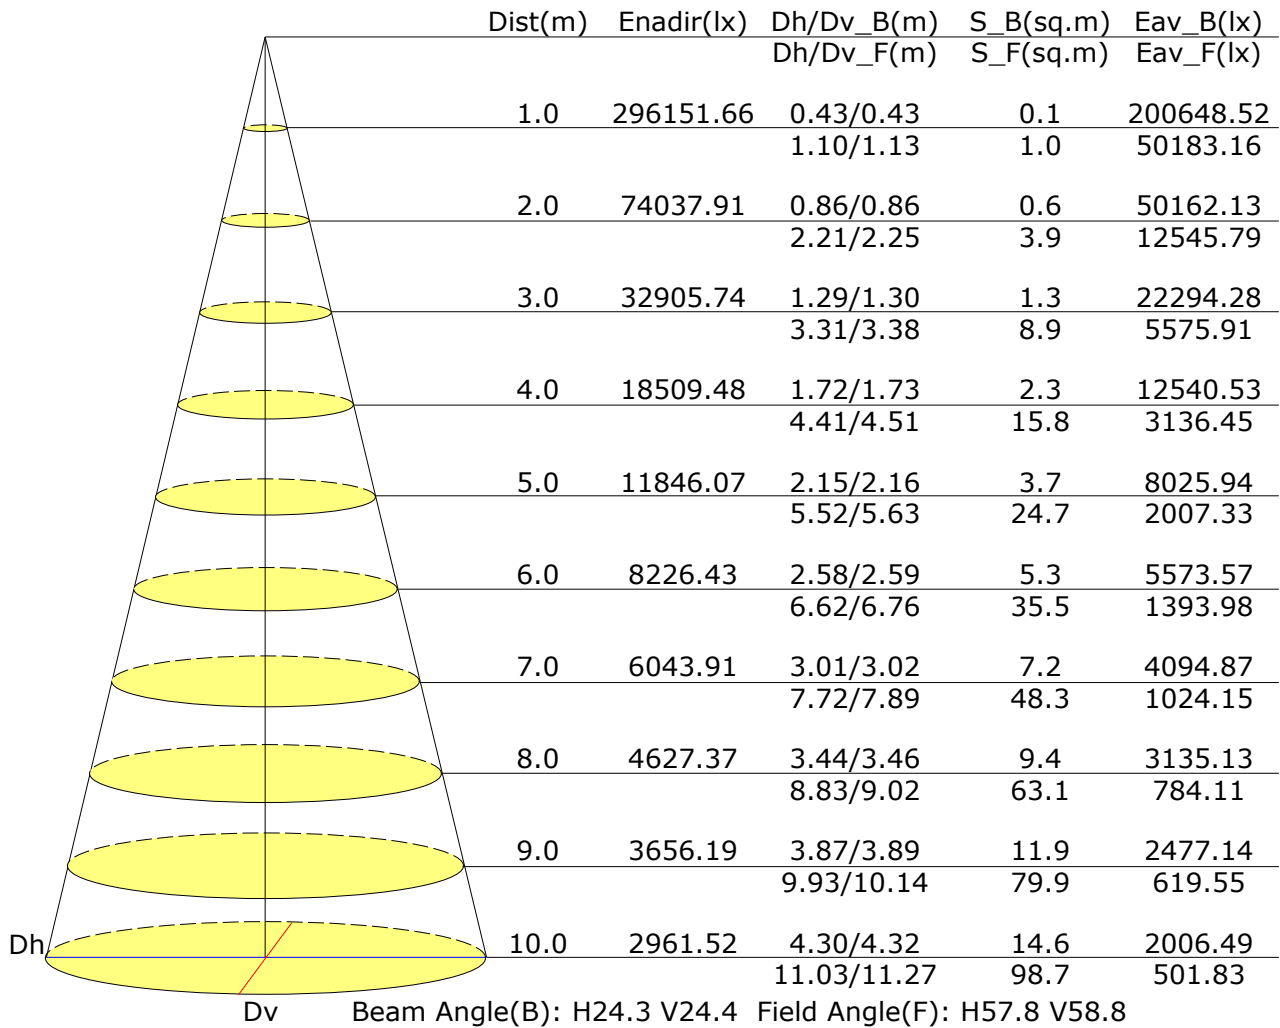 Dist(m) Enadir(lx) Dh/Dv_B(m) S_B(sq.m) Eav_B(lx)
Dh/Dv_F(m) S_F(sq.m) Eav_F(lx)
1.0 296151.66 0.43/0.43 0.1 200648.52
1.10/1.13 1.0 50183.16
2.0 74037.91 0.86/0.86 0.6 50162.13
2.21/2.25 3.9 12545.79
3.0 32905.74 1.29/1.30 1.3 22294.28
3.31/3.38 8.9 5575.91
4.0 18509.48 1.72/1.73 2.3 12540.53
4.41/4.51 15.8 3136.45
5.0 11846.07 2.15/2.16 3.7 8025.94
5.52/5.63 24.7 2007.33
6.0 8226.43 2.58/2.59 5.3 5573.57
6.62/6.76 35.5 1393.98
7.0 6043.91 3.01/3.02 7.2 4094.87
7.72/7.89 48.3 1024.15
8.0 4627.37 3.44/3.46 9.4 3135.13
8.83/9.02 63.1 784.11
9.0 3656.19 3.87/3.89 11.9 2477.14
9.93/10.14 79.9 619.55
Dh 10.0 2961.52 4.30/4.32 14.6 2006.49
11.03/11.27 98.7 501.83
Dv Beam Angle(B): H24.3 V24.4 Field Angle(F): H57.8 V58.8